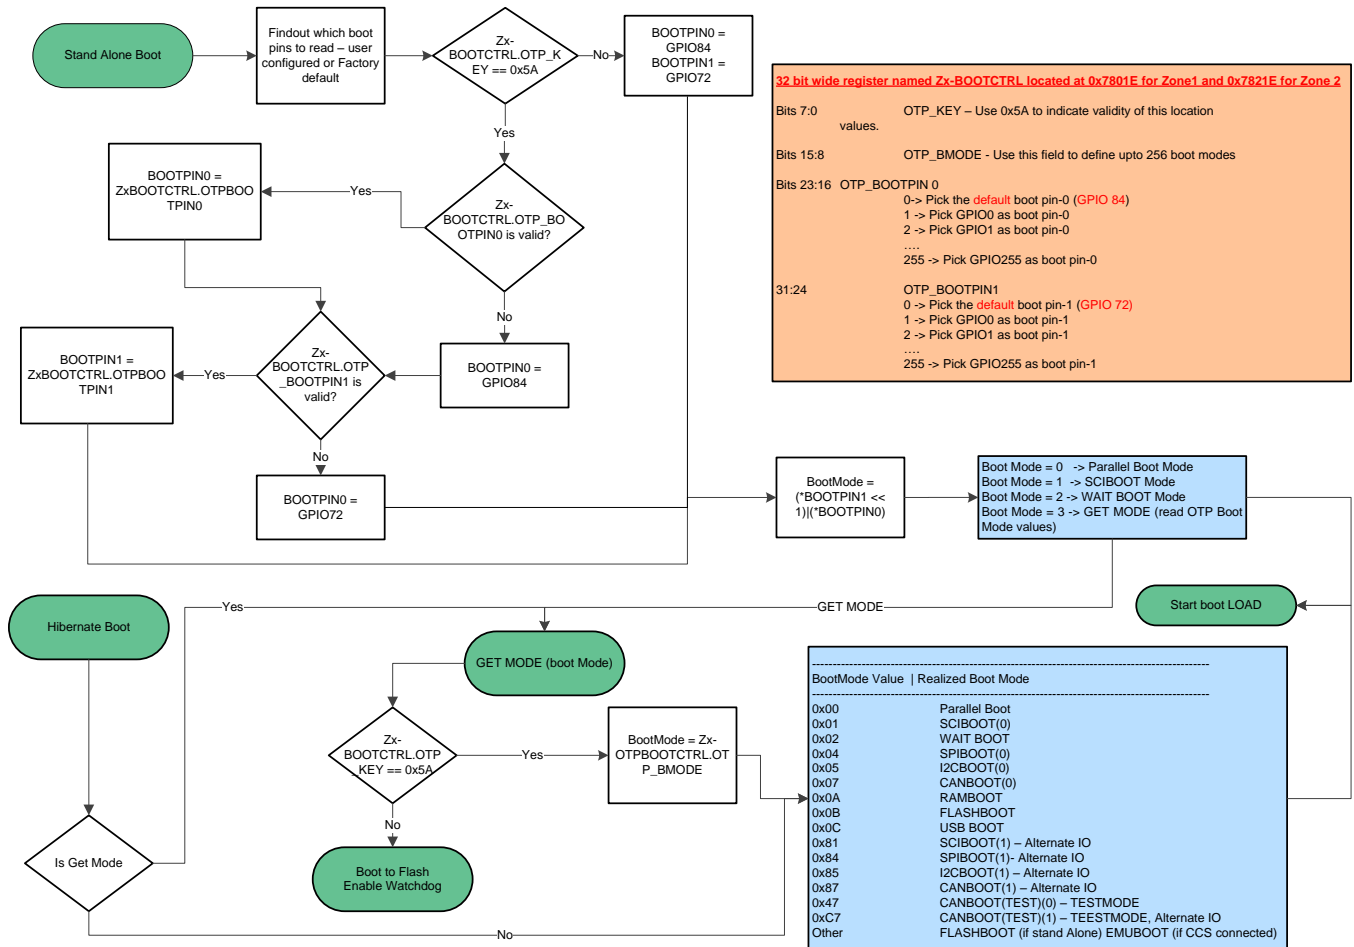 Stand Alone Boot
Findout which boot
pins to read – user
configured or Factory
default
Zx-
BOOTCTRL.OTP_K
EY == 0x5A
No
BOOTPIN0 =
GPIO84
BOOTPIN1 =
GPIO72
Yes
32 bit wide register named Zx-BOOTCTRL located at 0x7801E for Zone1 and 0x7821E for Zone 2
Bits 7:0 OTP_KEY – Use 0x5A to indicate validity of this location
values.
Bits 15:8 OTP_BMODE - Use this field to define upto 256 boot modes
Bits 23:16 OTP_BOOTPIN 0
0-> Pick the default boot pin-0 (GPIO 84)
1 -> Pick GPIO0 as boot pin-0
2 -> Pick GPIO1 as boot pin-0
....
255 -> Pick GPIO255 as boot pin-0
31:24 OTP_BOOTPIN1
0 -> Pick the default boot pin-1 (GPIO 72)
1 -> Pick GPIO0 as boot pin-1
2 -> Pick GPIO1 as boot pin-1
....
255 -> Pick GPIO255 as boot pin-1
BOOTPIN0 =
ZxBOOTCTRL.OTPBOO
TPIN0
Yes
Zx-
BOOTCTRL.OTP_BO
OTPIN0 is valid?
No
BOOTPIN1 =
ZxBOOTCTRL.OTPBOO
TPIN1
Yes
Zx-
BOOTCTRL.OTP
_BOOTPIN1 is
valid?
BOOTPIN0 =
GPIO84
No
BOOTPIN0 =
GPIO72
BootMode =
(*BOOTPIN1 <<
1)|(*BOOTPIN0)
Boot Mode = 0 -> Parallel Boot Mode
Boot Mode = 1 -> SCIBOOT Mode
Boot Mode = 2 -> WAIT BOOT Mode
Boot Mode = 3 -> GET MODE (read OTP Boot
Mode values)
Hibernate Boot
Yes
GET MODE
Start boot LOAD
GET MODE (boot Mode)
Zx-
BOOTCTRL.OTP
_KEY == 0x5A
Yes
BootMode = Zx-
OTPBOOTCTRL.OT
P_BMODE
No
Boot to Flash
Enable Watchdog
Is Get Mode
No
BootMode Value | Realized Boot Mode
0x00 Parallel Boot
0x01 SCIBOOT(0)
0x02 WAIT BOOT
0x04 SPIBOOT(0)
0x05 I2CBOOT(0)
0x07 CANBOOT(0)
0x0A RAMBOOT
0x0B FLASHBOOT
0x0C USB BOOT
0x81 SCIBOOT(1) – Alternate IO
0x84 SPIBOOT(1)- Alternate IO
0x85 I2CBOOT(1) – Alternate IO
0x87 CANBOOT(1) – Alternate IO
0x47 CANBOOT(TEST)(0) – TESTMODE
0xC7 CANBOOT(TEST)(1) – TEESTMODE, Alternate IO
Other FLASHBOOT (if stand Alone) EMUBOOT (if CCS connected)